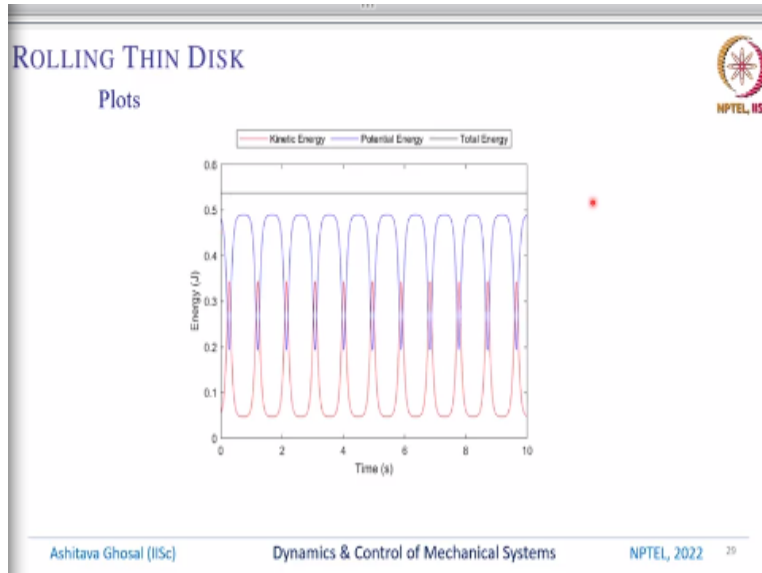 ROLLING THIN DISK
Plots
NPTEL, IIS
Kinetic Energy Potential Energy Total Energy
0.6
0.5
0.4
0.3
0.2
0.1
0
Energy (J)
0 2 4 6 8 10
Time (s)
Ashitava Ghosal (IISc) Dynamics & Control of Mechanical Systems NPTEL, 2022 29